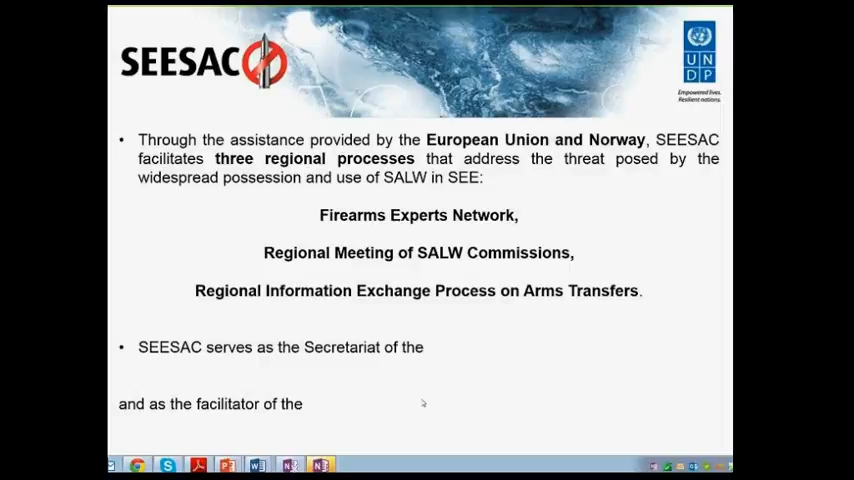 SEESAC
UN
DP
Empowered lives.
Resilient nations.
• Through the assistance provided by the European Union and Norway, SEESAC
facilitates three regional processes that address the threat posed by the
widespread possession and use of SALW in SEE:
Firearms Experts Network,
Regional Meeting of SALW Commissions,
Regional Information Exchange Process on Arms Transfers.
• SEESAC serves as the Secretariat of the
and as the facilitator of the